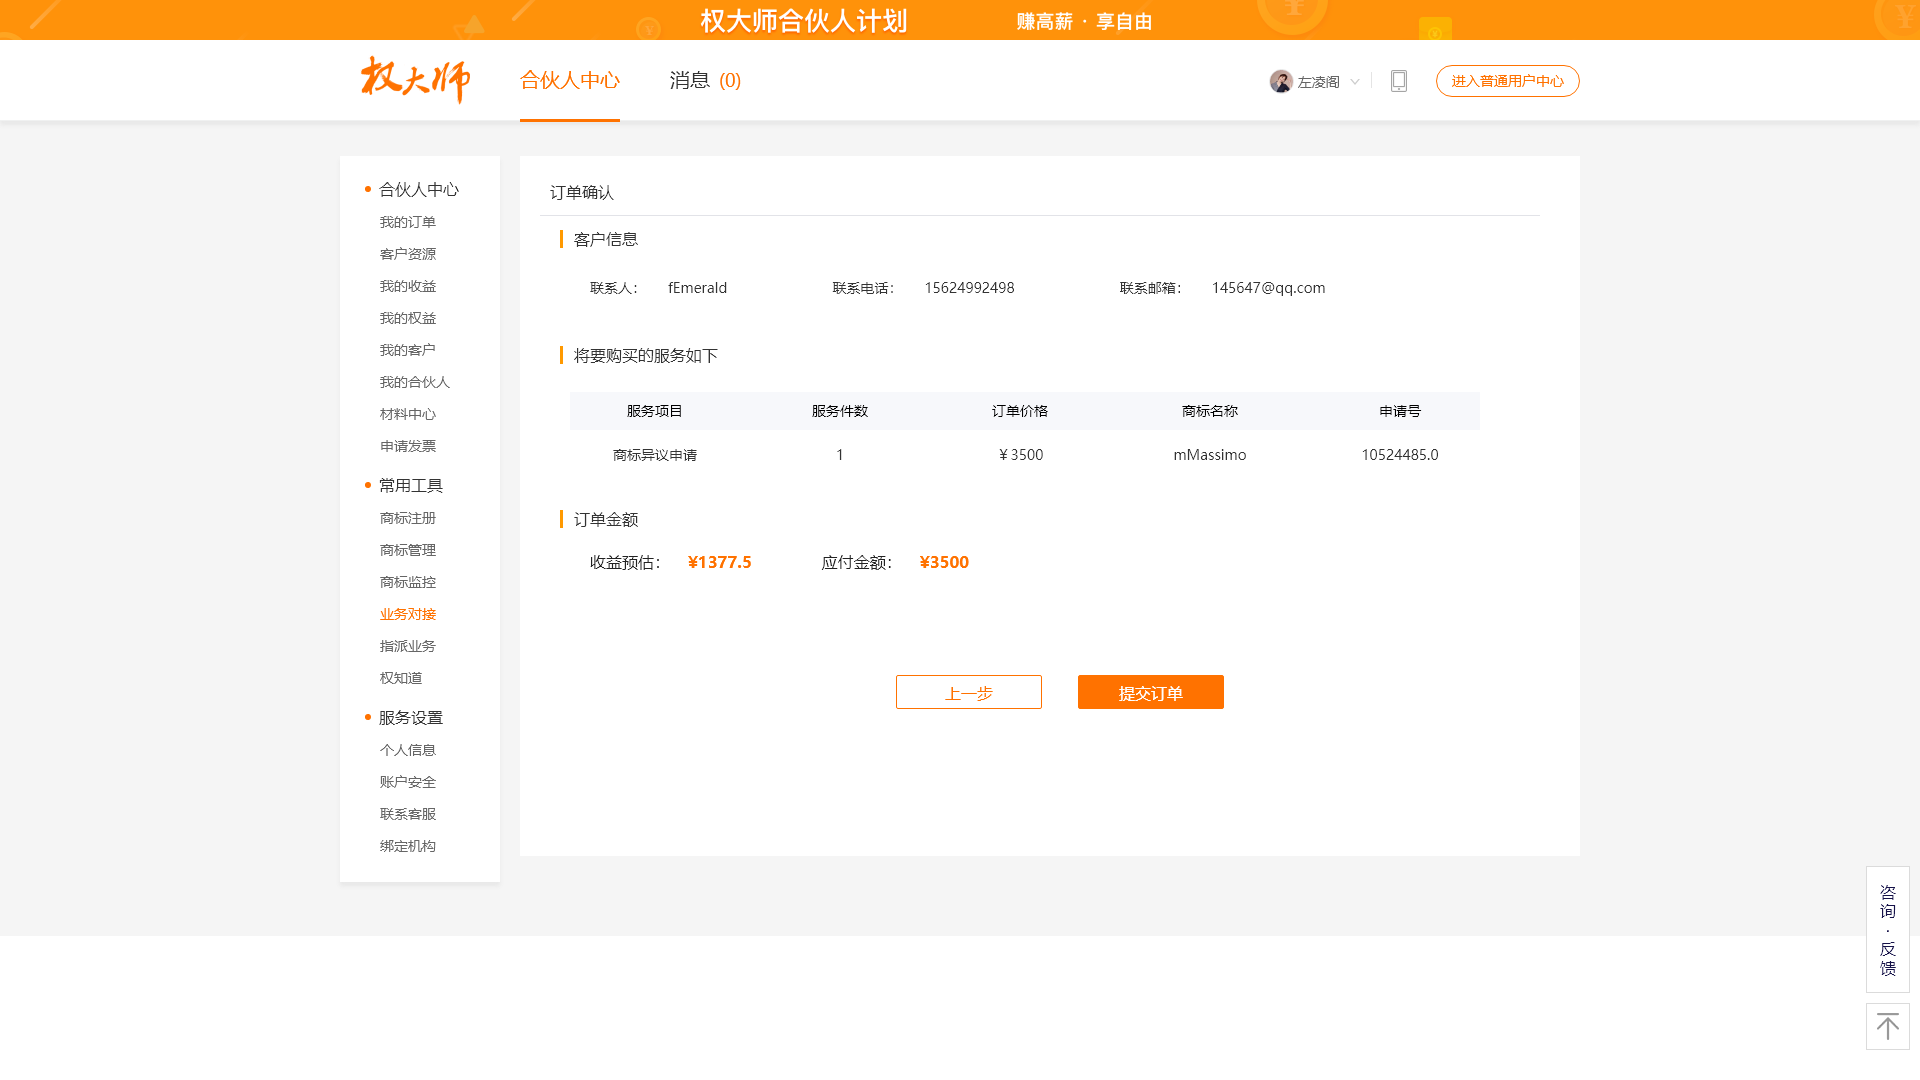 权大师合伙人计划 赚高薪 · 享自由
权大师 合伙人中心 消息 (0) 左凌阁 进入普通用户中心
合伙人中心
我的订单
客户资源
我的收益
我的权益
我的客户
我的合伙人
材料中心
申请发票
常用工具
商标注册
商标管理
商标监控
业务对接
指派业务
权知道
服务设置
个人信息
账户安全
联系客服
绑定机构
订单确认
客户信息
联系人： fEmerald 联系电话： 15624992498 联系邮箱： 145647@qq.com
将要购买的服务如下
服务项目 服务件数 订单价格 商标名称 申请号
商标异议申请 1 ¥ 3500 mMassimo 10524485.0
订单金额
收益预估： ¥1377.5 应付金额： ¥3500
上一步 提交订单
咨
询
·
反
馈